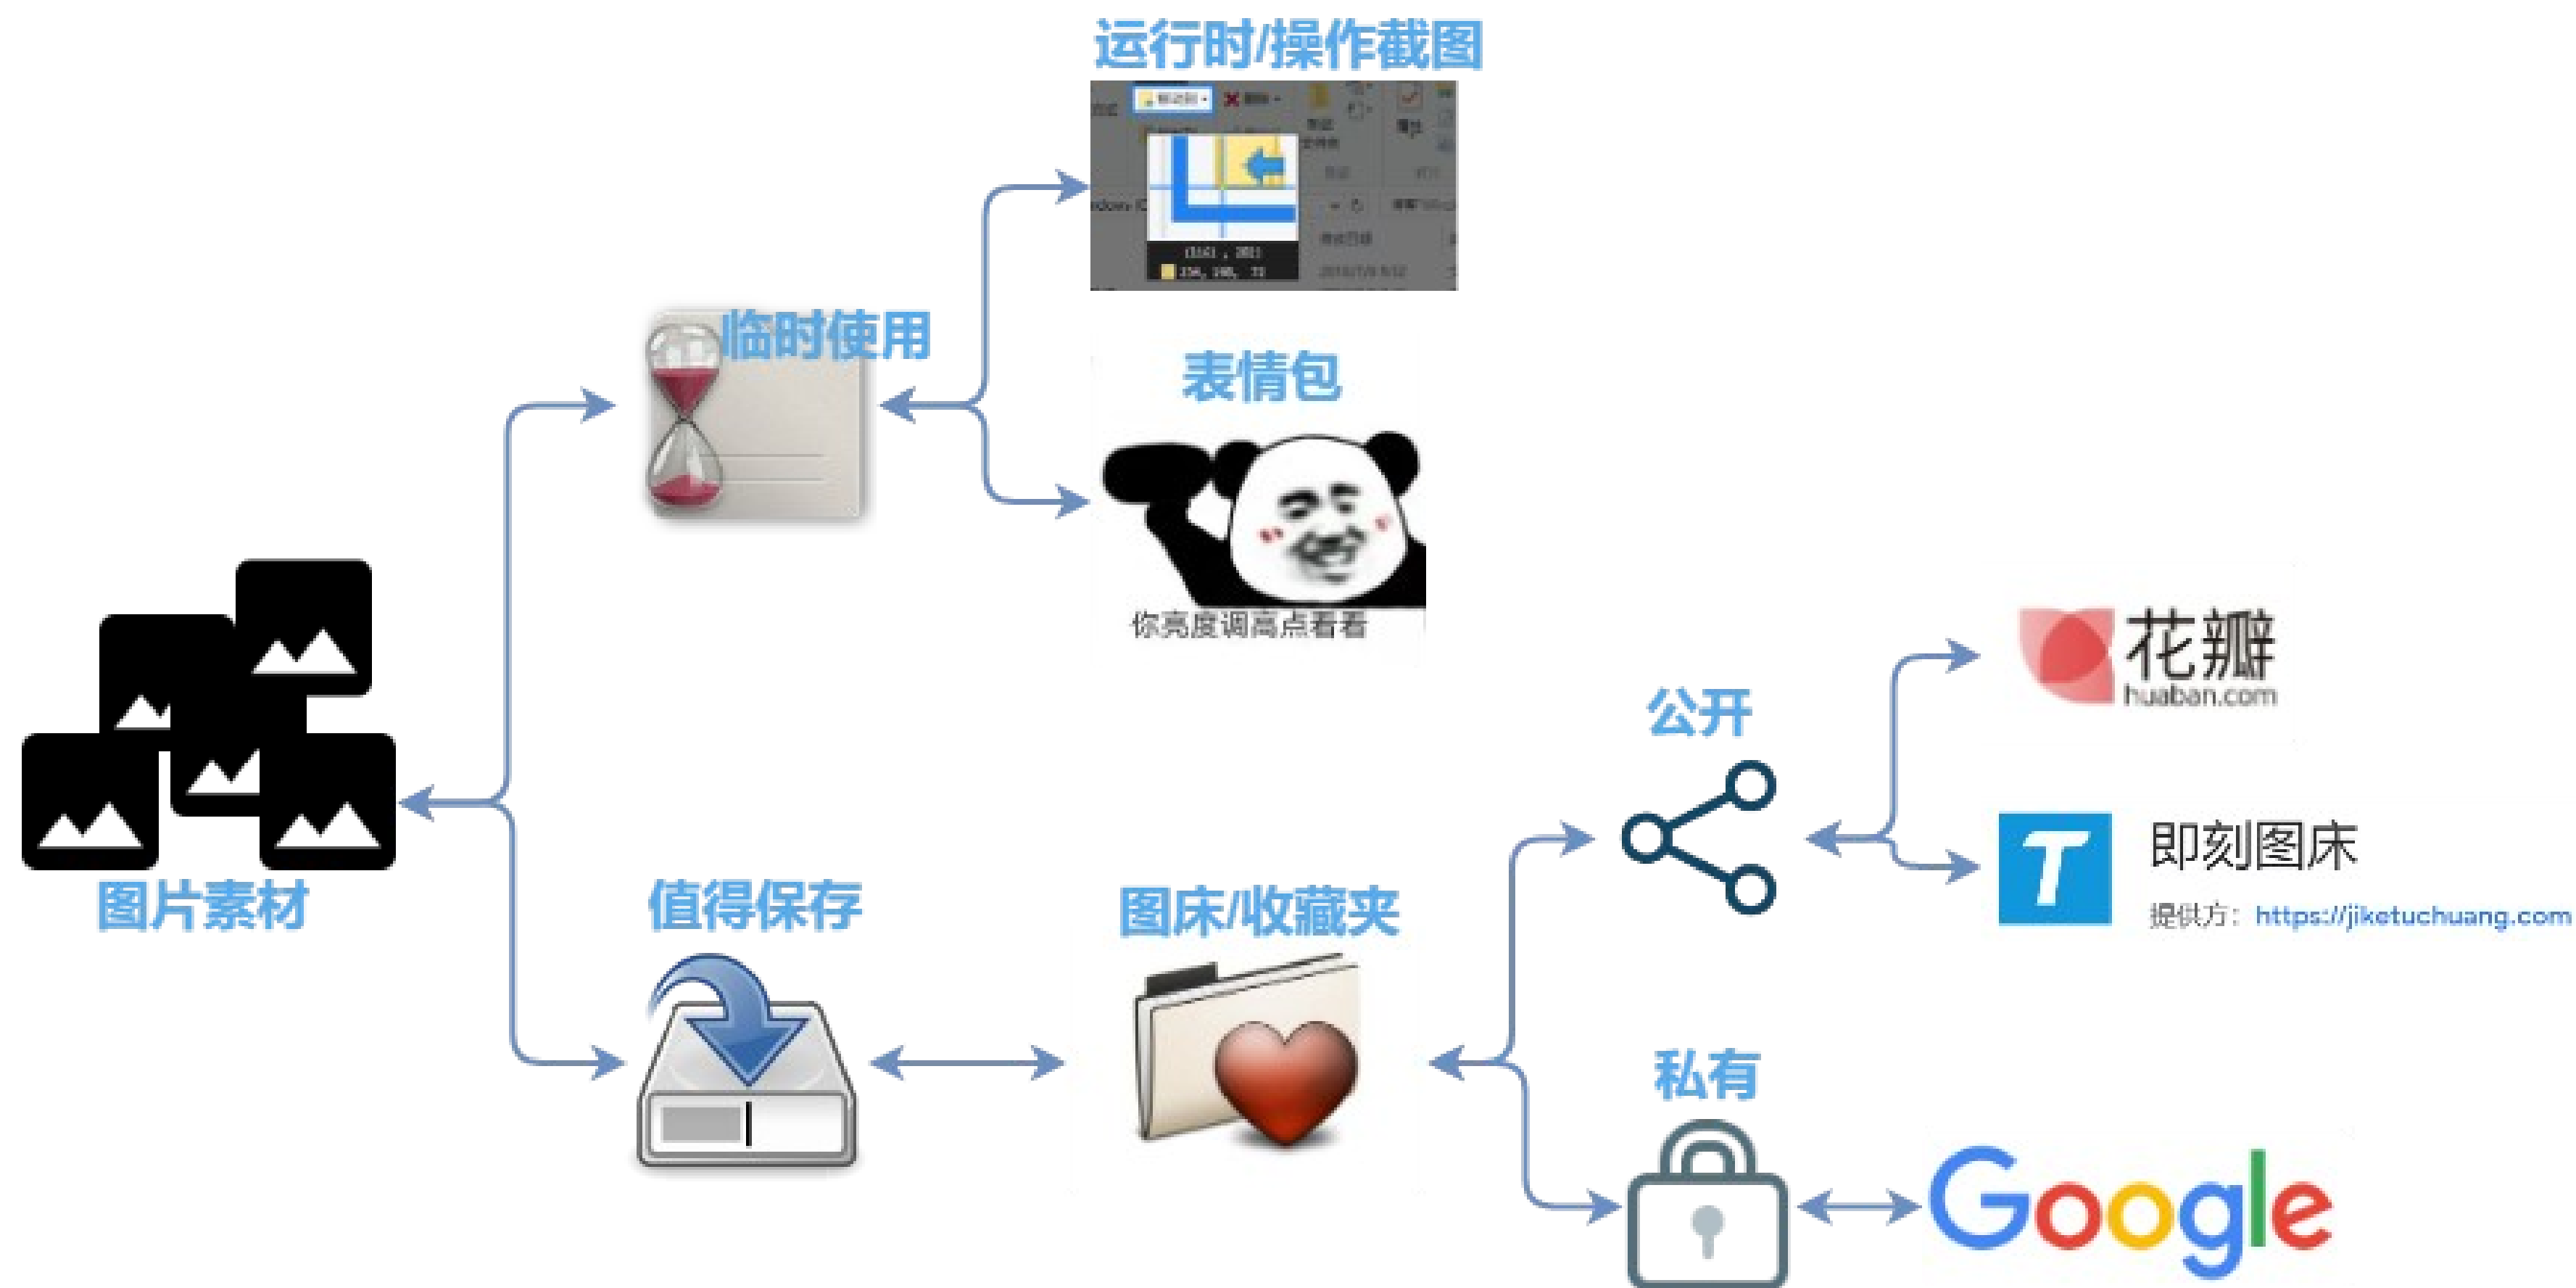 运行时/操作截图
临时使用
表情包
你亮度调高点看看
图片素材
值得保存
图床/收藏夹
公开
花瓣
huaban.com
T
即刻图床
提供方：https://jiketuchuang.com
私有
Google